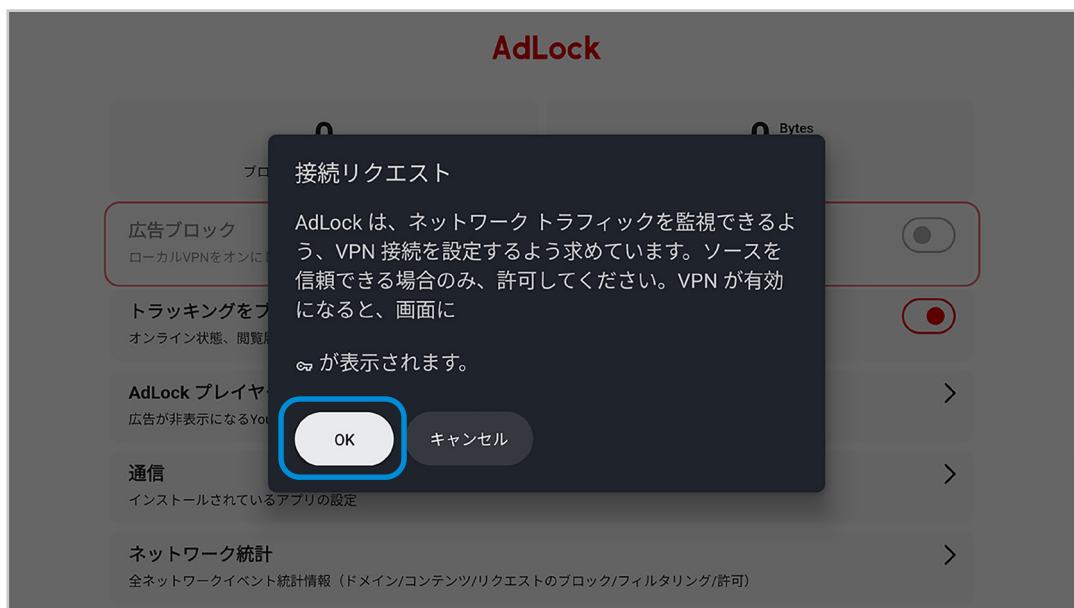 AdLock
0
0 Bytes
ブロ
接続リクエスト
AdLock は、ネットワーク トラフィックを監視できるよ
う、VPN 接続を設定するよう求めています。ソースを
信頼できる場合のみ、許可してください。VPN が有効
になると、画面に
が表示されます。
OK
キャンセル
広告ブロック
ローカルVPNをオンに
トラッキングをブ
オンライン状態、閲覧
AdLock プレイヤ
広告が非表示になるYou
通信
インストールされているアプリの設定
ネットワーク統計
全ネットワークイベント統計情報（ドメイン/コンテンツ/リクエストのブロック/フィルタリング/許可）